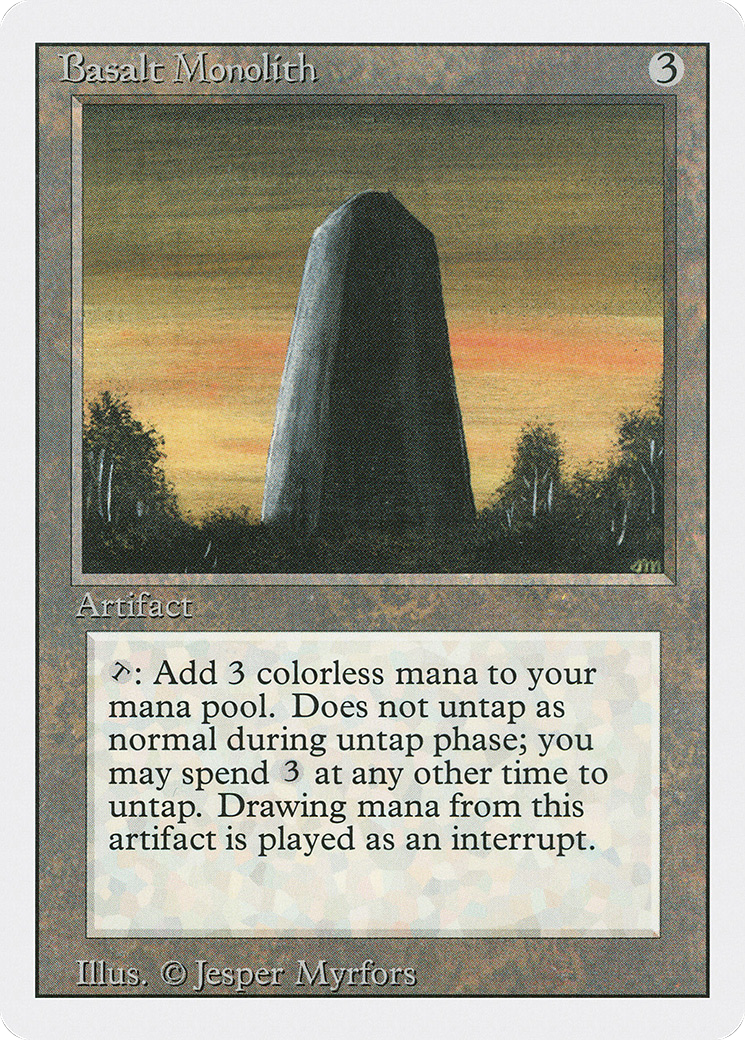 Basalt Monolith 3
JM
Artifact
T: Add 3 colorless mana to your
mana pool. Does not untap as
normal during untap phase; you
may spend 3 at any other time to
untap. Drawing mana from this
artifact is played as an interrupt.
Illus. © Jesper Myrfors